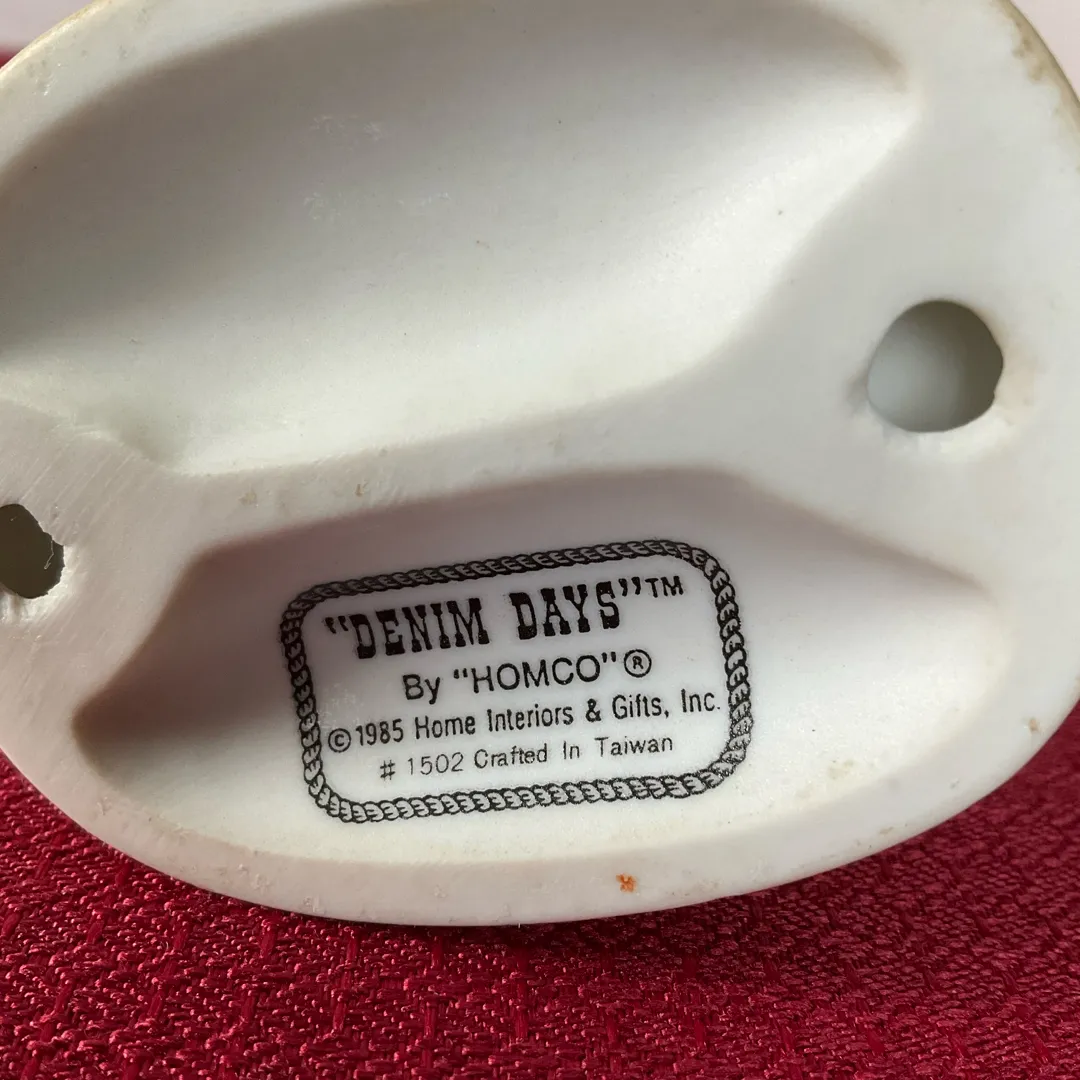 "DENIM DAYS"™
By "HOMCO"®
©1985 Home Interiors & Gifts, Inc.
# 1502 Crafted In Taiwan